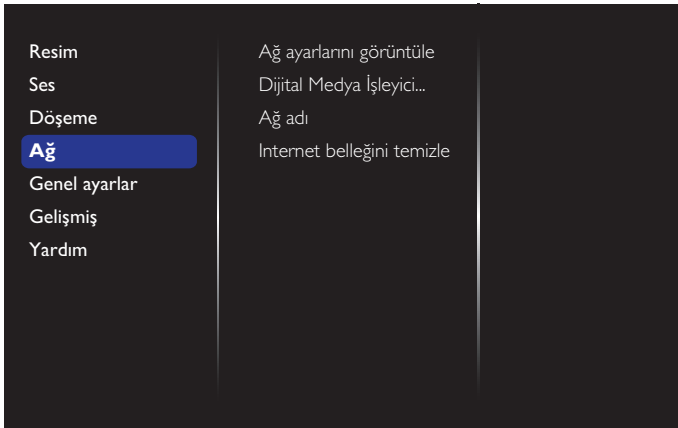 Resim
Ses
Döşeme
Ağ
Genel ayarlar
Gelişmiş
Yardım
Ağ ayarlarını görüntüle
Dijital Medya İşleyici...
Ağ adı
Internet belleğini temizle